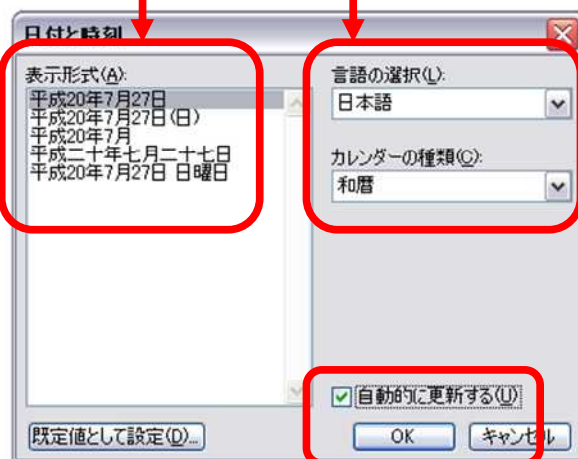 日付と時刻
表示形式(A):
平成20年7月27日
平成20年7月27日(日)
平成20年7月
平成二十年七月二十七日
平成20年7月27日 日曜日
言語の選択(L):
日本語
カレンダーの種類(C):
和暦
自動的に更新する(U)
既定値として設定(D)...
OK
キャンセル